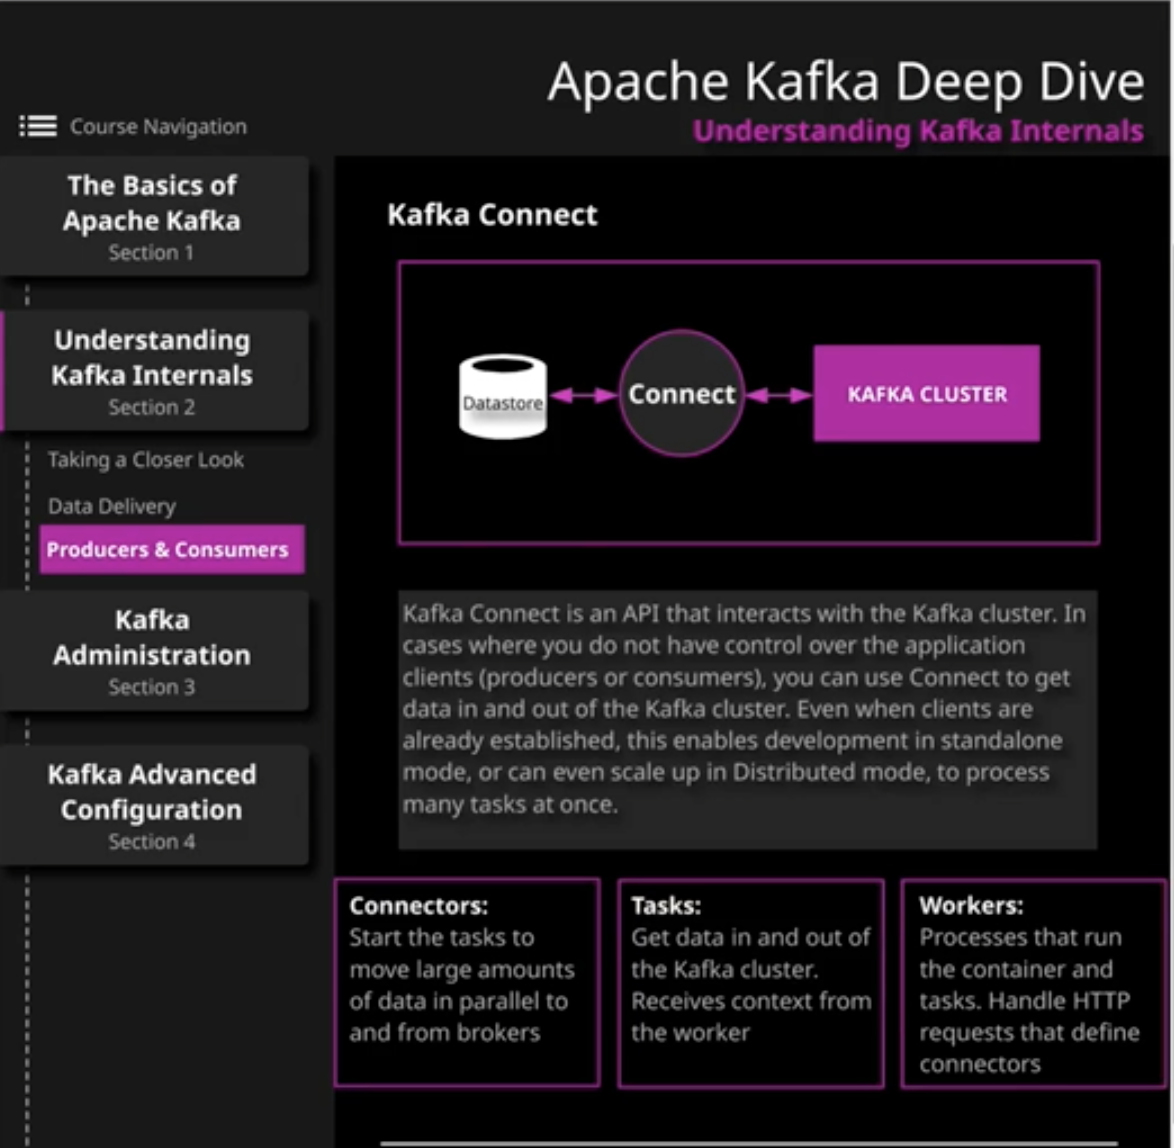 Apache Kafka Deep Dive
Understanding Kafka Internals
Course Navigation
The Basics of
Apache Kafka
Section 1
Understanding
Kafka Internals
Section 2
Taking a Closer Look
Data Delivery
Producers & Consumers
Kafka
Administration
Section 3
Kafka Advanced
Configuration
Section 4
Kafka Connect
Datastore
Connect
KAFKA CLUSTER
Kafka Connect is an API that interacts with the Kafka cluster. In
cases where you do not have control over the application
clients (producers or consumers), you can use Connect to get
data in and out of the Kafka cluster. Even when clients are
already established, this enables development in standalone
mode, or can even scale up in Distributed mode, to process
many tasks at once.
Connectors:
Start the tasks to
move large amounts
of data in parallel to
and from brokers
Tasks:
Get data in and out of
the Kafka cluster.
Receives context from
the worker
Workers:
Processes that run
the container and
tasks. Handle HTTP
requests that define
connectors